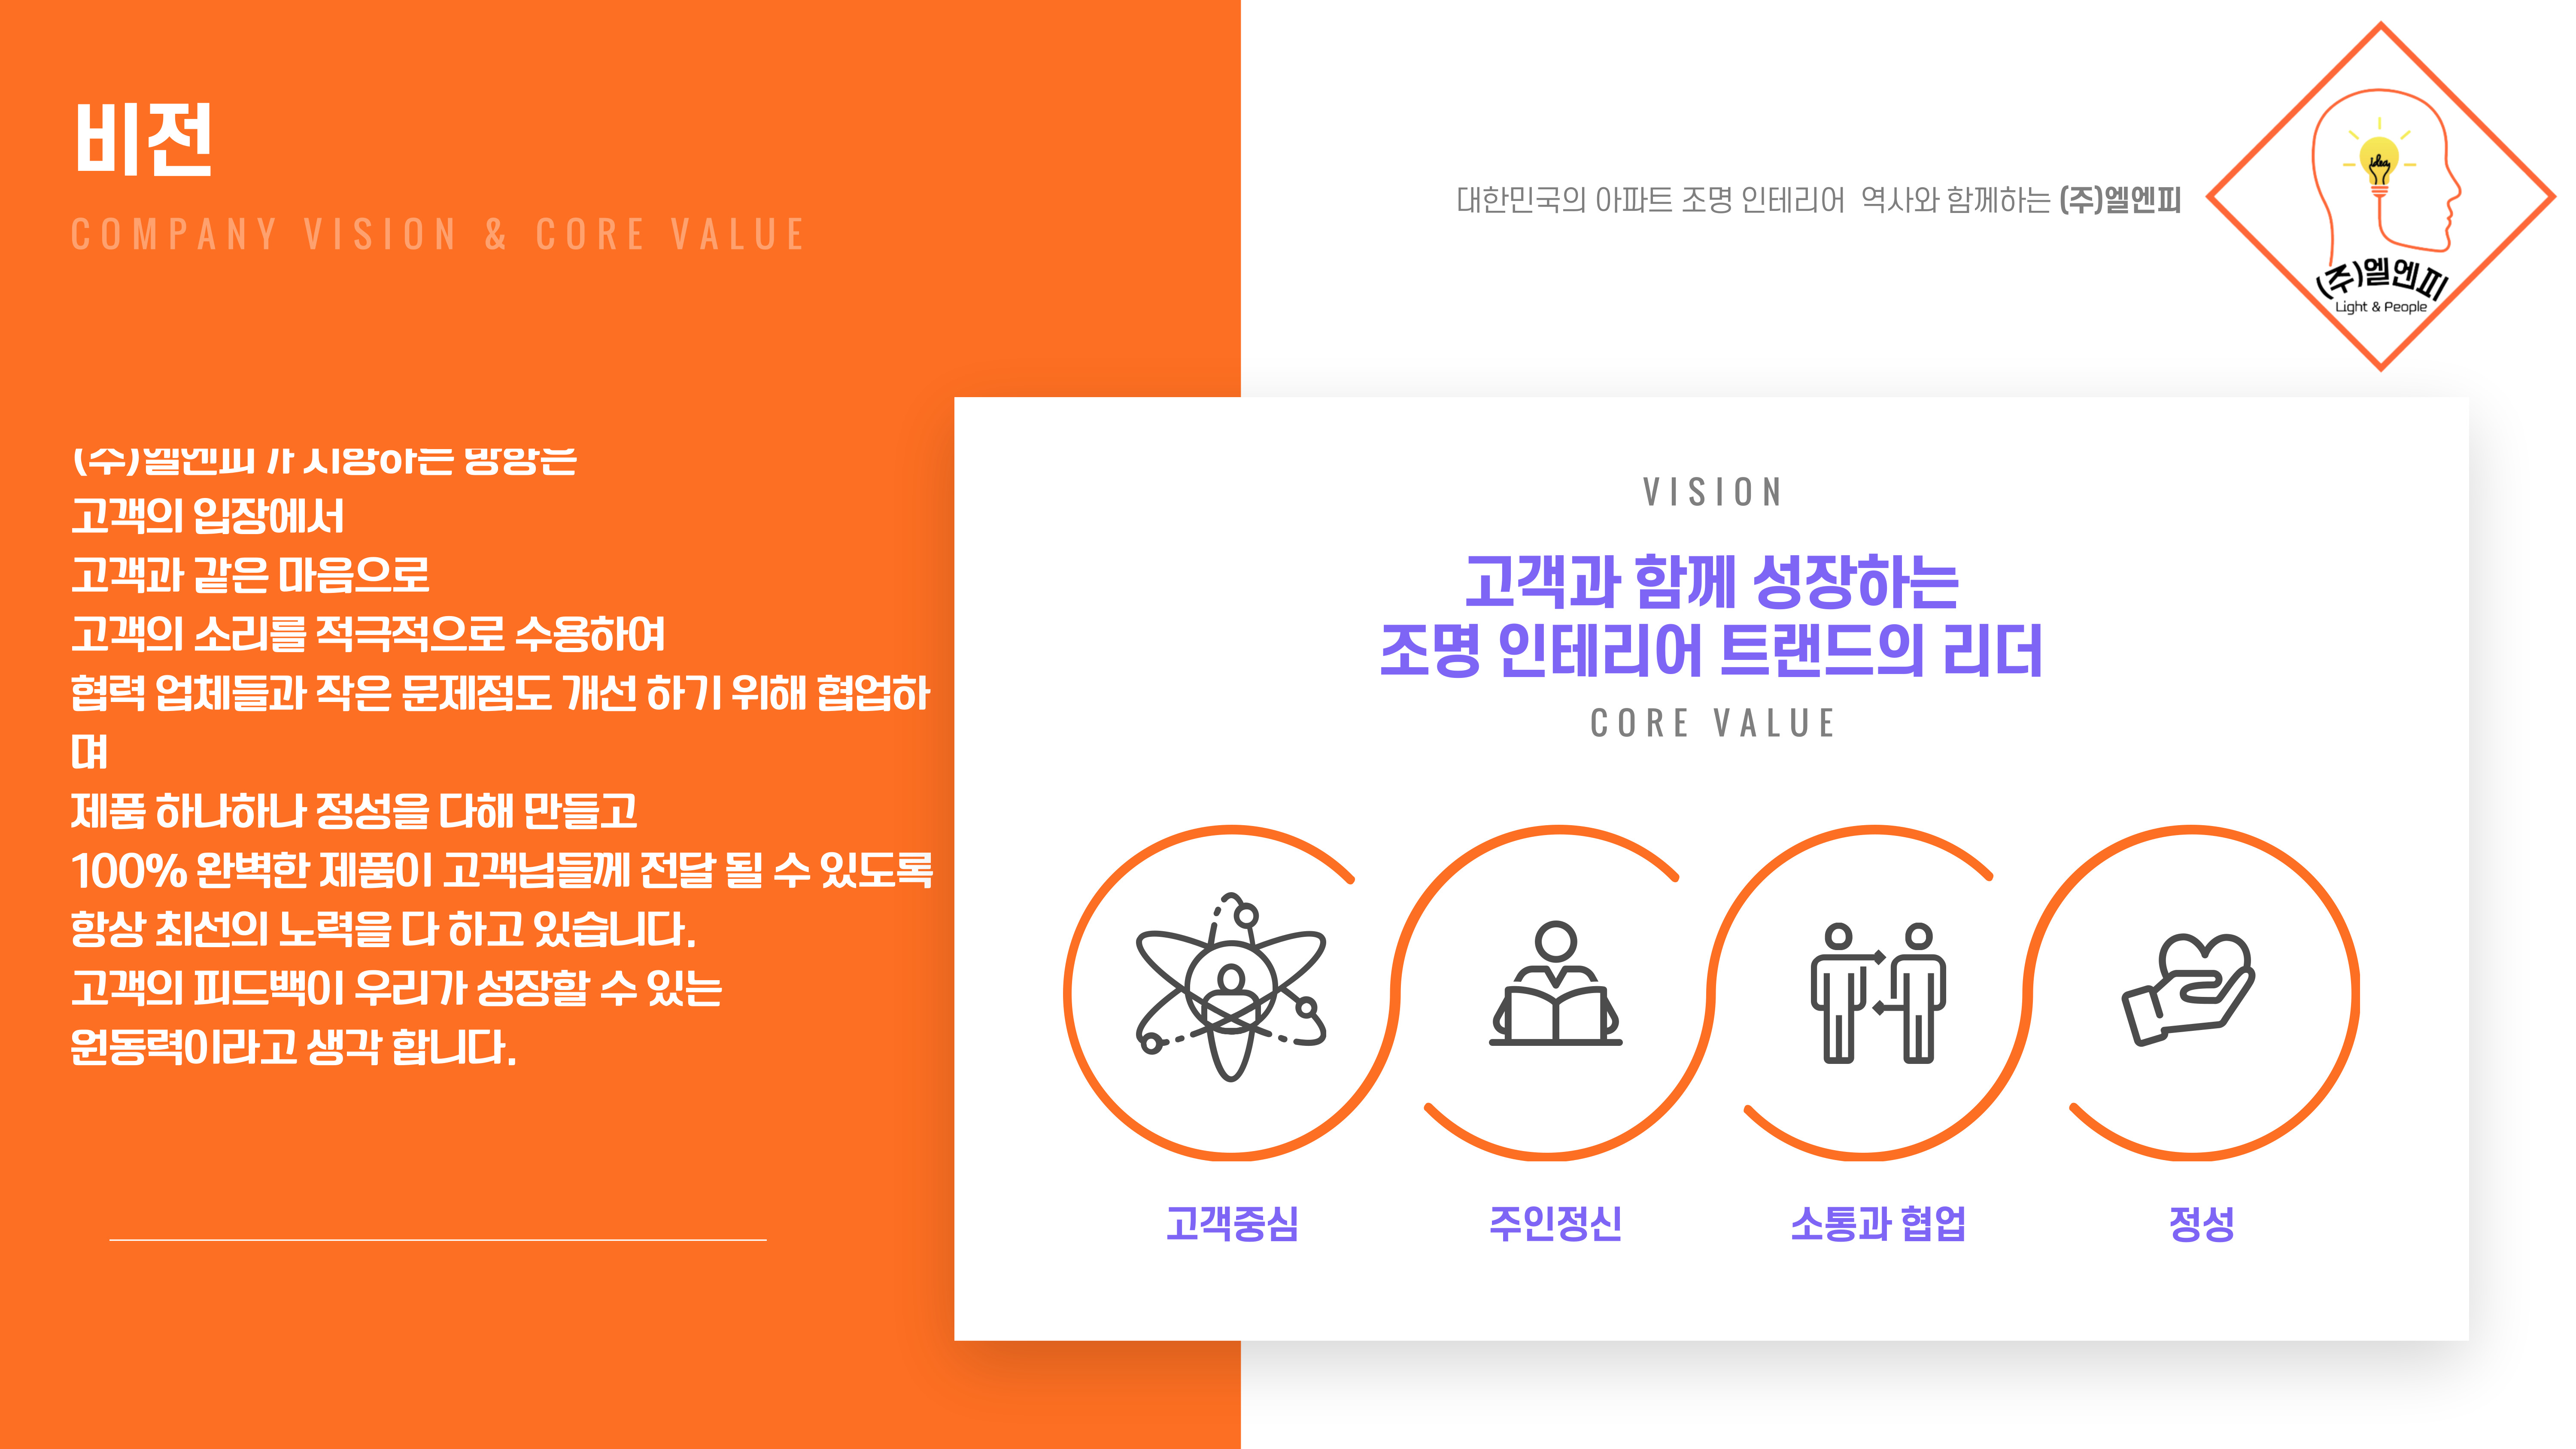 비전
COMPANY VISION & CORE VALUE
대한민국의 아파트 조명 인테리어 역사와 함께하는 (주)엘엔피
idea
(주)엘엔피
Light & People
(주)엘엔피 가 지향하는 방향은
고객의 입장에서
고객과 같은 마음으로
고객의 소리를 적극적으로 수용하여
협력 업체들과 작은 문제점도 개선 하기 위해 협업하
며
제품 하나하나 정성을 다해 만들고
100% 완벽한 제품이 고객님들께 전달 될 수 있도록
항상 최선의 노력을 다 하고 있습니다.
고객의 피드백이 우리가 성장할 수 있는
원동력이라고 생각 합니다.
VISION
고객과 함께 성장하는
조명 인테리어 트랜드의 리더
CORE VALUE
고객중심
주인정신
소통과 협업
정성